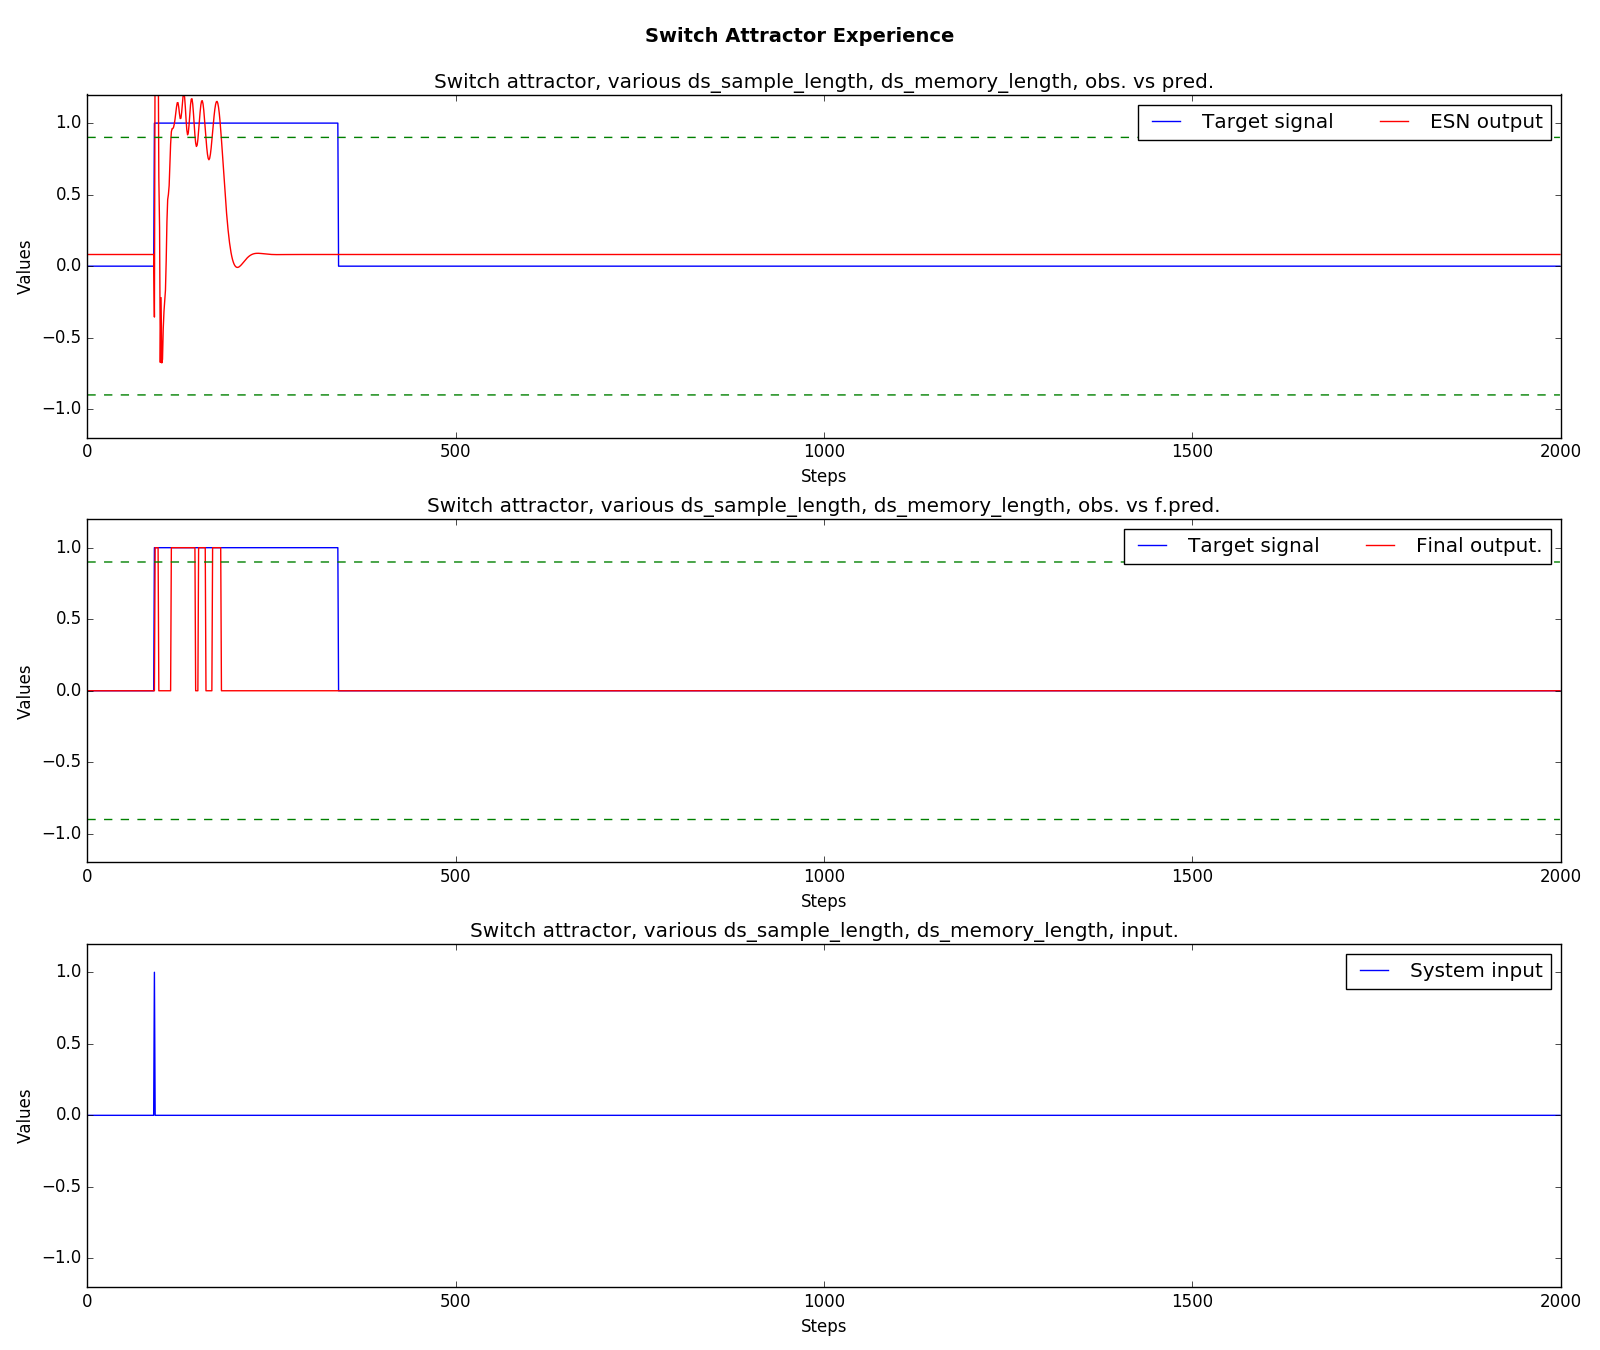 Switch Attractor Experience
Switch attractor, various ds_sample_length, ds_memory_length, obs. vs pred.
Target signal ESN output
1.0
0.5
0.0
−0.5
−1.0
Values
0 500 1000 1500 2000
Steps
Switch attractor, various ds_sample_length, ds_memory_length, obs. vs f.pred.
Target signal Final output.
1.0
0.5
0.0
−0.5
−1.0
Values
0 500 1000 1500 2000
Steps
Switch attractor, various ds_sample_length, ds_memory_length, input.
System input
1.0
0.5
0.0
−0.5
−1.0
Values
0 500 1000 1500 2000
Steps